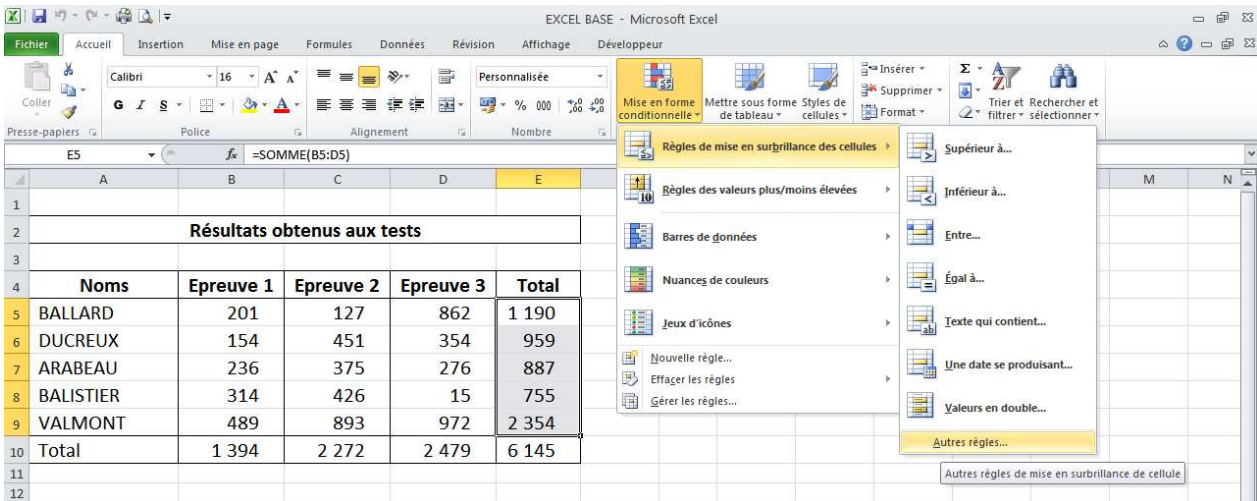 EXCEL BASE - Microsoft Excel
Fichier Accueil Insertion Mise en page Formules Données Révision Affichage Développeur
Coller
Presse-papiers
Calibri 16 A A
G I S A
Police
Alignement
Personnalisée
% 000 ,00 ,00
Nombre
Mise en forme conditionnelle
Mettre sous forme de tableau
Styles de cellules
Insérer
Supprimer
Format
Σ
Trier et filtrer
Rechercher et sélectionner
E5 fx =SOMME(B5:D5)
A B C D E M N
1
2 Résultats obtenus aux tests
3
4 Noms Epreuve 1 Epreuve 2 Epreuve 3 Total
5 BALLARD 201 127 862 1 190
6 DUCREUX 154 451 354 959
7 ARABEAU 236 375 276 887
8 BALISTIER 314 426 15 755
9 VALMONT 489 893 972 2 354
10 Total 1 394 2 272 2 479 6 145
11
12
Règles de mise en surbrillance des cellules
Règles des valeurs plus/moins élevées
Barres de données
Nuances de couleurs
Jeux d'icônes
Nouvelle règle...
Effacer les règles
Gérer les règles...
Supérieur à...
Inférieur à...
Entre...
Égal à...
Texte qui contient...
Une date se produisant...
Valeurs en double...
Autres règles...
Autres règles de mise en surbrillance de cellule